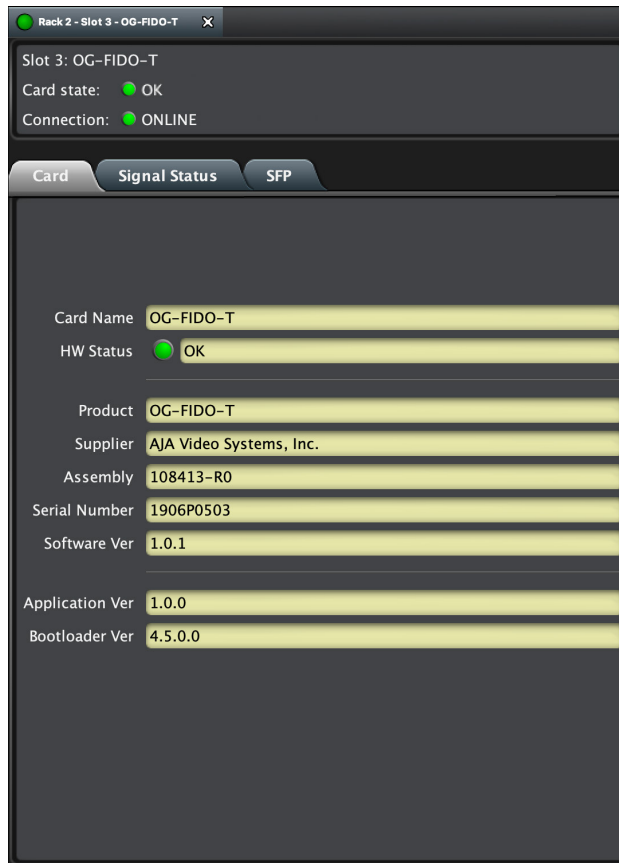 Rack 2 - Slot 3 - OG-FIDO-T X
Slot 3: OG-FIDO-T
Card state: OK
Connection: ONLINE
Card Signal Status SFP
Card Name OG-FIDO-T
HW Status OK
Product OG-FIDO-T
Supplier AJA Video Systems, Inc.
Assembly 108413-R0
Serial Number 1906P0503
Software Ver 1.0.1
Application Ver 1.0.0
Bootloader Ver 4.5.0.0